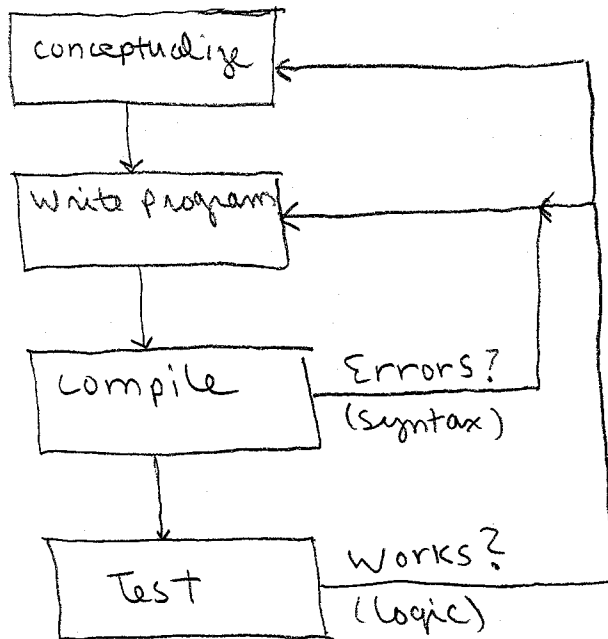 conceptualize
Write program
Compile
Errors?
(Syntax)
Test
Works?
(Logic)